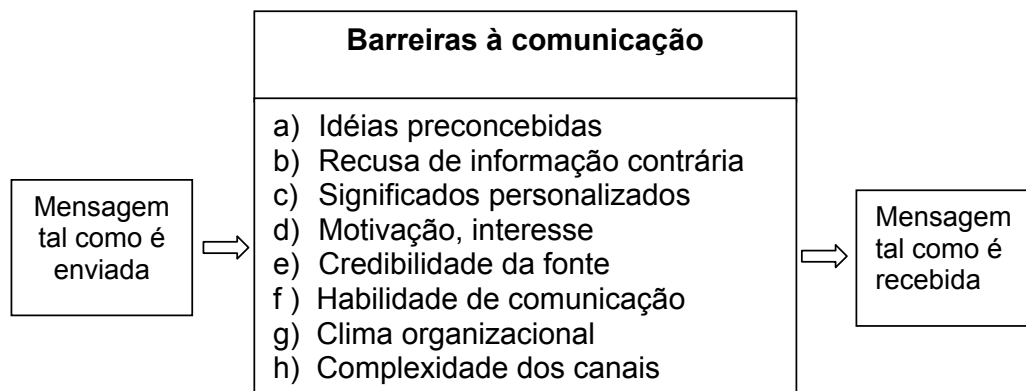 Barreiras à comunicação
Mensagem
tal como é
enviada
a) Idéias preconcebidas
b) Recusa de informação contrária
c) Significados personalizados
d) Motivação, interesse
e) Credibilidade da fonte
f ) Habilidade de comunicação
g) Clima organizacional
h) Complexidade dos canais
Mensagem
tal como é
recebida